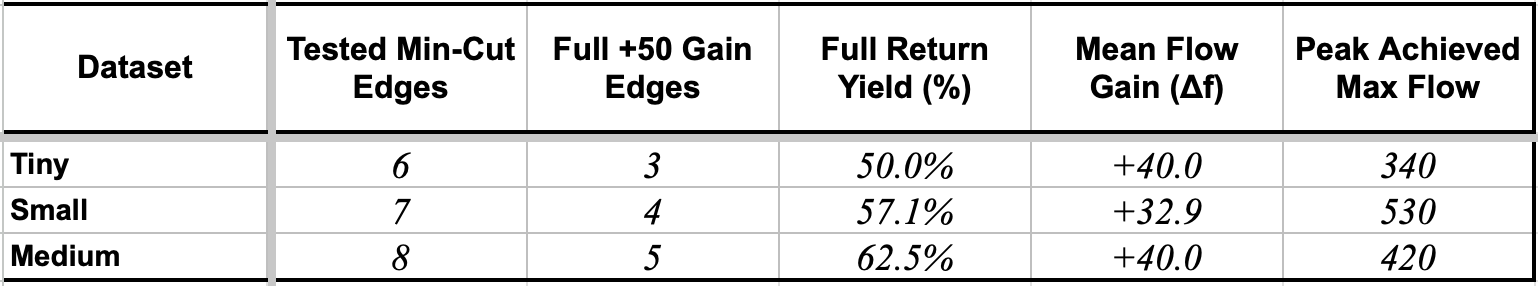 Dataset Tested Min-Cut Edges Full +50 Gain Edges Full Return Yield (%) Mean Flow Gain (Δf) Peak Achieved Max Flow
Tiny 6 3 50.0% +40.0 340
Small 7 4 57.1% +32.9 530
Medium 8 5 62.5% +40.0 420